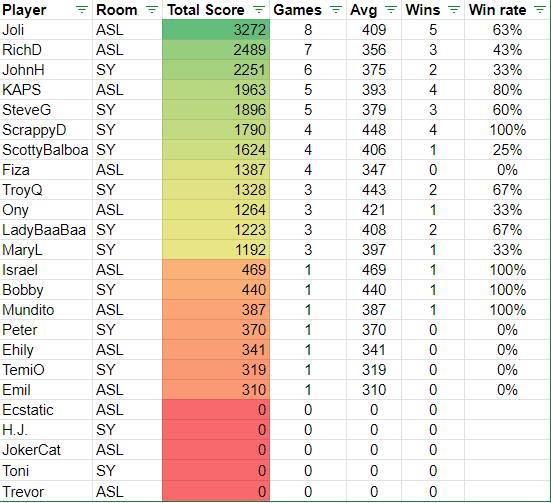 Player Room Total Score Games Avg Wins Win rate
Joli ASL 3272 8 409 5 63%
RichD ASL 2489 7 356 3 43%
JohnH SY 2251 6 375 2 33%
KAPS ASL 1963 5 393 4 80%
SteveG SY 1896 5 379 3 60%
ScrappyD SY 1790 4 448 4 100%
ScottyBalboa SY 1624 4 406 1 25%
Fiza ASL 1387 4 347 0 0%
TroyQ SY 1328 3 443 2 67%
Ony ASL 1264 3 421 1 33%
LadyBaaBaa SY 1223 3 408 2 67%
MaryL SY 1192 3 397 1 33%
Israel ASL 469 1 469 1 100%
Bobby SY 440 1 440 1 100%
Mundito ASL 387 1 387 1 100%
Peter SY 370 1 370 0 0%
Ehily ASL 341 1 341 0 0%
TemiO SY 319 1 319 0 0%
Emil ASL 310 1 310 0 0%
Ecstatic ASL 0 0 0 0
H.J. SY 0 0 0 0
JokerCat ASL 0 0 0 0
Toni SY 0 0 0 0
Trevor ASL 0 0 0 0